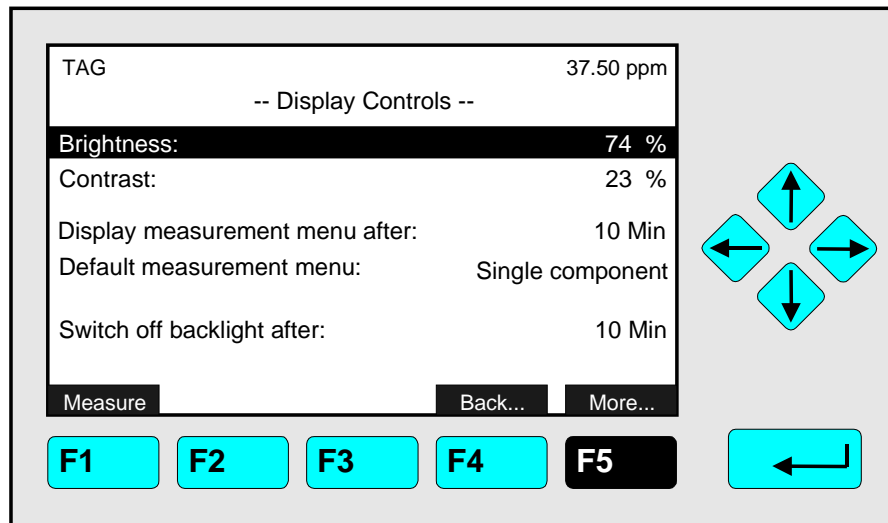 TAG 37.50 ppm
-- Display Controls --
Brightness: 74 %
Contrast: 23 %
Display measurement menu after: 10 Min
Default measurement menu: Single component
Switch off backlight after: 10 Min
Measure Back... More...
F1 F2 F3 F4 F5